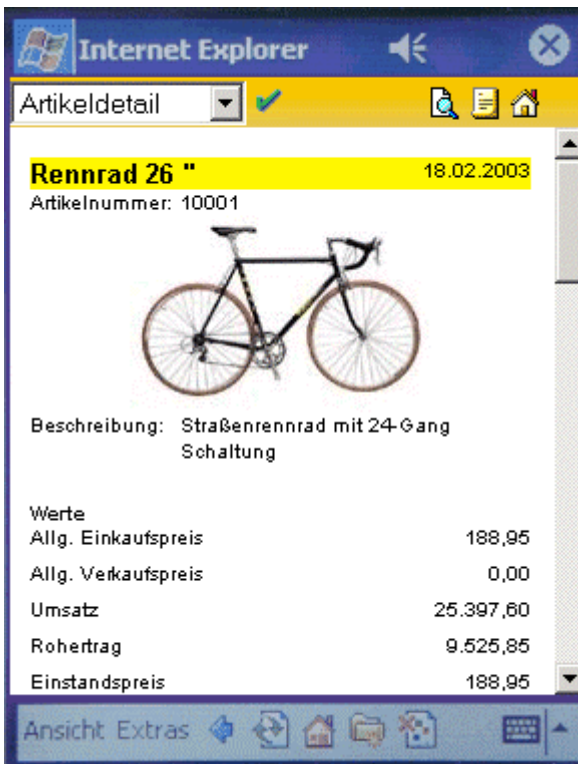 Internet Explorer
Artikeldetail
Rennrad 26 " 18.02.2003
Artikelnummer: 10001
Beschreibung: Straßenrennrad mit 24-Gang
Schaltung
Werte
Allg. Einkaufspreis 188,95
Allg. Verkaufspreis 0,00
Umsatz 25.397,60
Rohertrag 9.525,85
Einstandspreis 188,95
Ansicht Extras